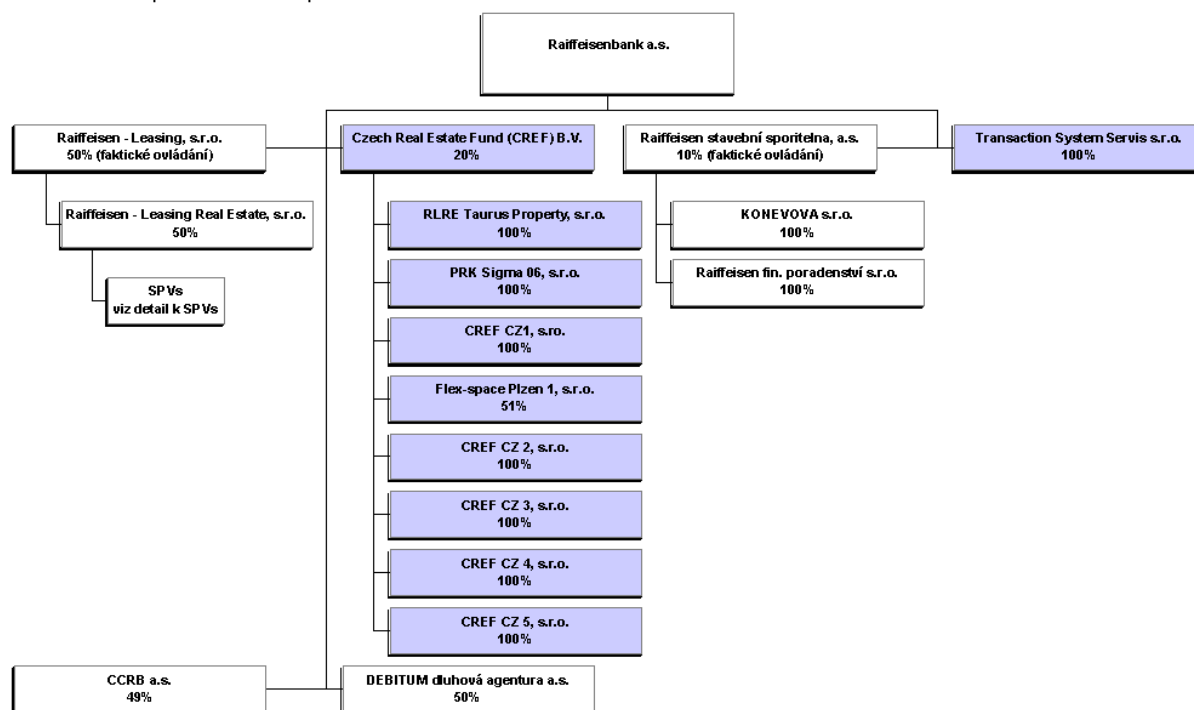 Raiffeisenbank a.s.
Raiffeisen - Leasing, s.r.o.
50% (faktické ovládání)
Czech Real Estate Fund (CREF) B.V.
20%
Raiffeisen stavební sporitelna, a.s.
10% (faktické ovládání)
Transaction System Servis s.r.o.
100%
Raiffeisen - Leasing Real Estate, s.r.o.
50%
SPVs
viz detail k SPVs
RLRE Taurus Property, s.r.o.
100%
PRK Sigma 06, s.r.o.
100%
CREF CZ1, s.ro.
100%
Flex-space Plzen 1, s.r.o.
51%
CREF CZ 2, s.r.o.
100%
CREF CZ 3, s.r.o.
100%
CREF CZ 4, s.r.o.
100%
CREF CZ 5, s.r.o.
100%
KONEVOVA s.r.o.
100%
Raiffeisen fin. poradenství s.r.o.
100%
CCRB a.s.
49%
DEBITUM dluhová agentura a.s.
50%